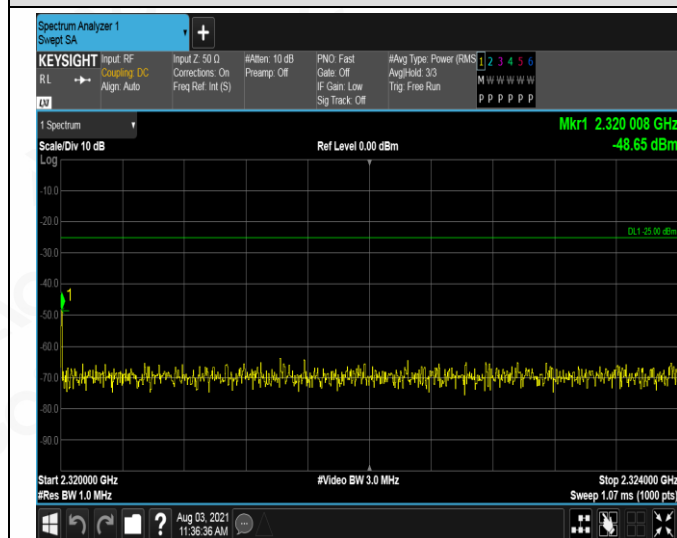 Spectrum Analyzer 1
Swept SA
+
KEYSIGHT Input: RF Input Z: 50 Ω #Atten: 10 dB PNO: Fast #Avg Type: Power (RMS 1 2 3 4 5 6
RL Coupling: DC Corrections: On Preamp: Off Gate: Off Avg|Hold: 3/3 M W W W W W
Align: Auto Freq Ref: Int (S) IF Gain: Low Trig: Free Run
Sig Track: Off P P P P P P
LXI
1 Spectrum Mkr1 2.320 008 GHz
Scale/Div 10 dB Ref Level 0.00 dBm -48.65 dBm
Log
-10.0
-20.0
DL1 -25.00 dBm
-30.0
-40.0
1
-50.0
-60.0
-70.0
-80.0
-90.0
Start 2.320000 GHz #Video BW 3.0 MHz Stop 2.324000 GHz
#Res BW 1.0 MHz Sweep 1.07 ms (1000 pts)
? Aug 03, 2021
11:36:36 AM